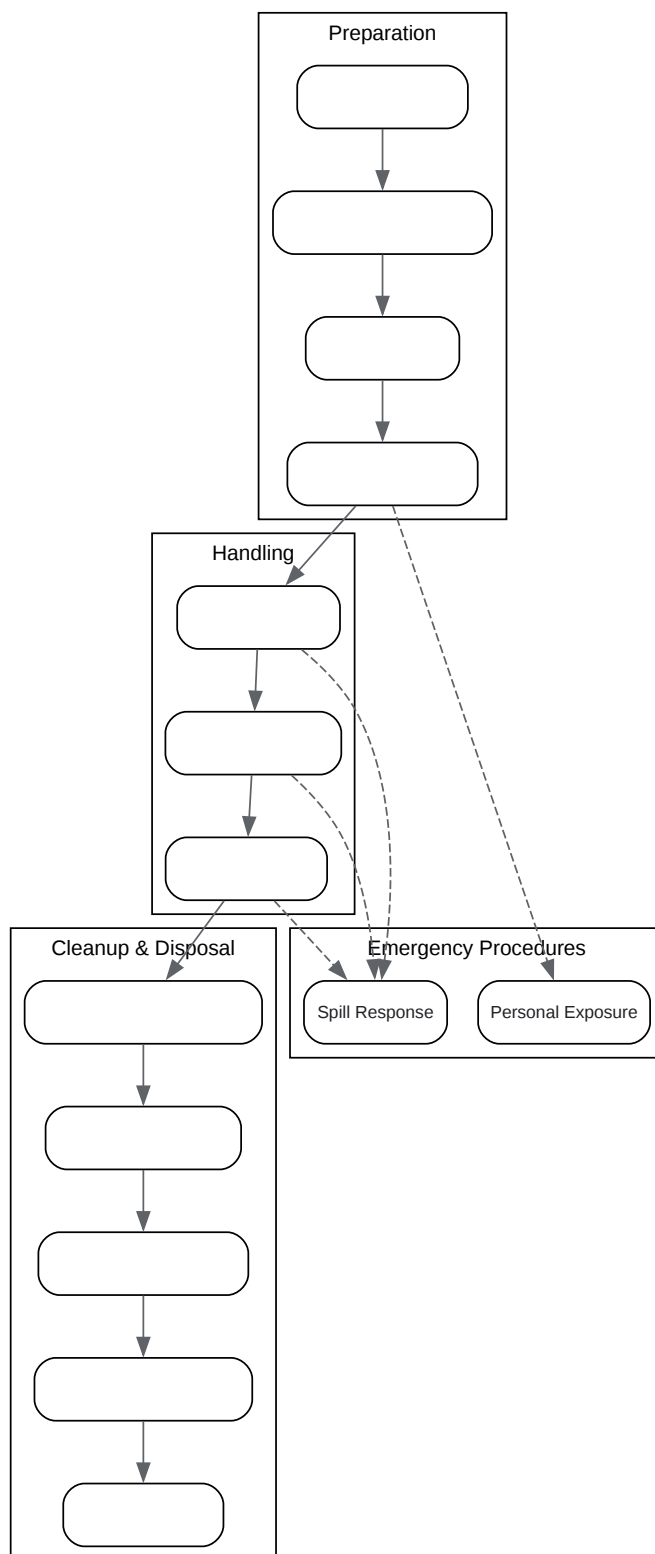 Preparation
Handling
Cleanup & Disposal
Emergency Procedures
Spill Response
Personal Exposure